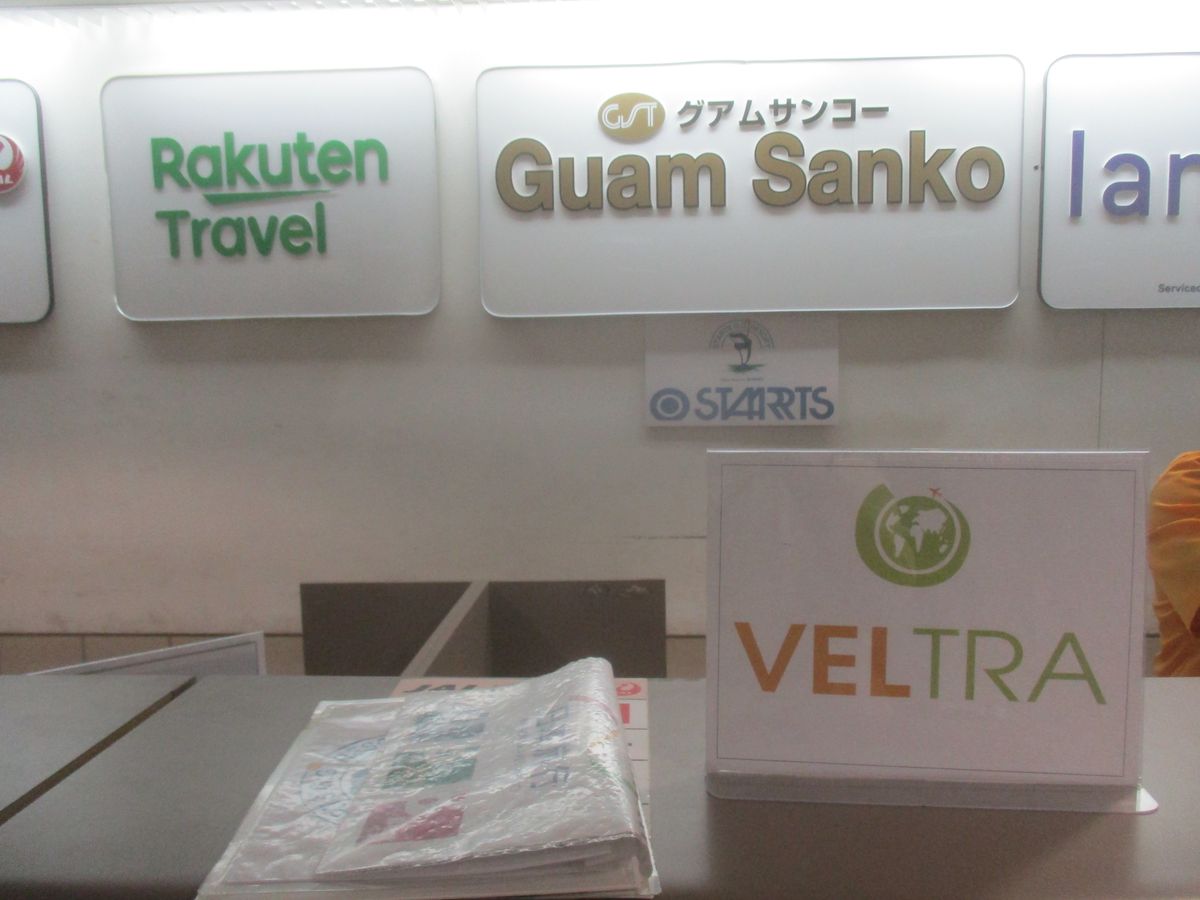 Rakuten
Travel
GST グアムサンコー
Guam Sanko
STARRTS
VELTRA